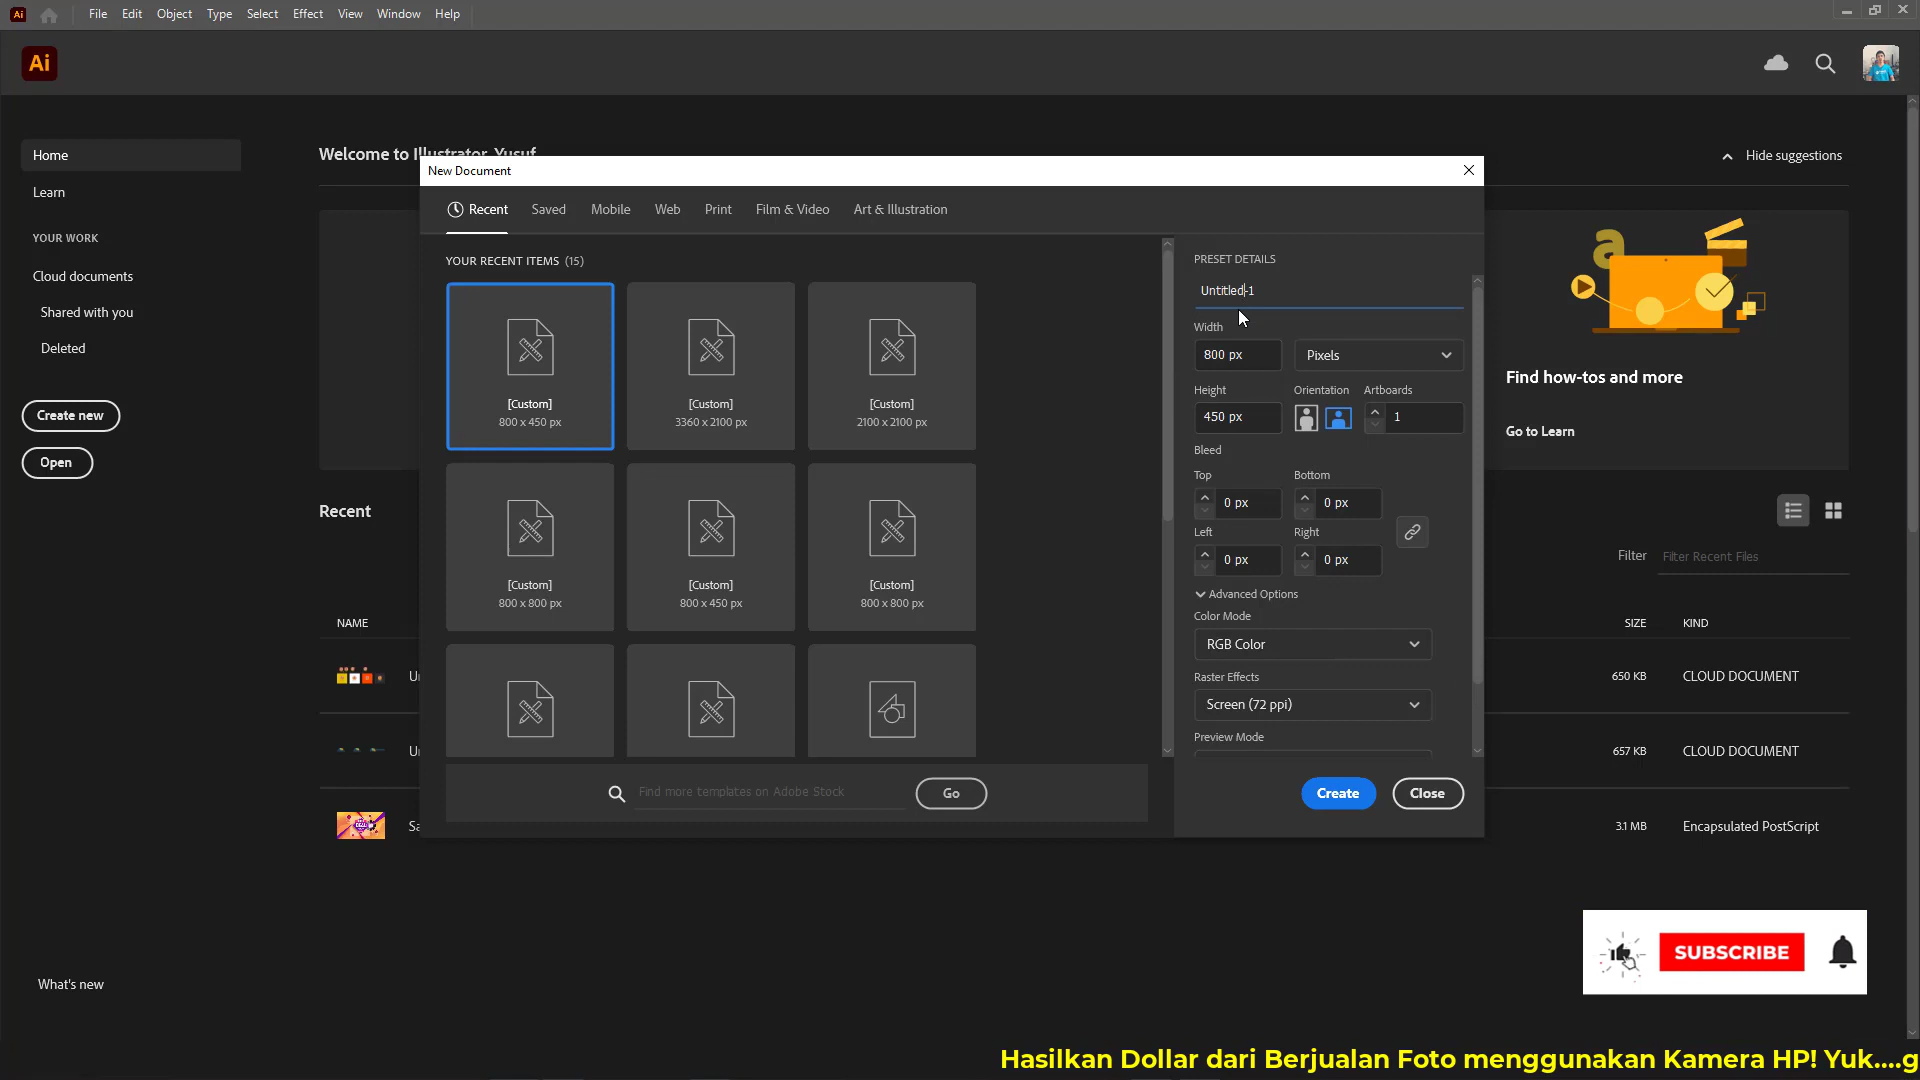 Ai
File Edit Object Type Select Effect View Window Help
Ai
Home
Learn
YOUR WORK
Cloud documents
Shared with you
Deleted
Create new
Open
What's new
Welcome to Illustrator, Yusuf
Hide suggestions
New Document
Recent Saved Mobile Web Print Film & Video Art & Illustration
YOUR RECENT ITEMS (15)
[Custom]
800 x 450 px
[Custom]
3360 x 2100 px
[Custom]
2100 x 2100 px
[Custom]
800 x 800 px
[Custom]
800 x 450 px
[Custom]
800 x 800 px
Find more templates on Adobe Stock
Go
PRESET DETAILS
Untitled-1
Width
800 px Pixels
Height Orientation Artboards
450 px 1
Bleed
Top Bottom
0 px 0 px
Left Right
0 px 0 px
Advanced Options
Color Mode
RGB Color
Raster Effects
Screen (72 ppi)
Preview Mode
Create Close
a
Find how-tos and more
Go to Learn
Recent
Filter Filter Recent Files
NAME SIZE KIND
650 KB CLOUD DOCUMENT
657 KB CLOUD DOCUMENT
3.1 MB Encapsulated PostScript
SUBSCRIBE
Hasilkan Dollar dari Berjualan Foto menggunakan Kamera HP! Yuk....g